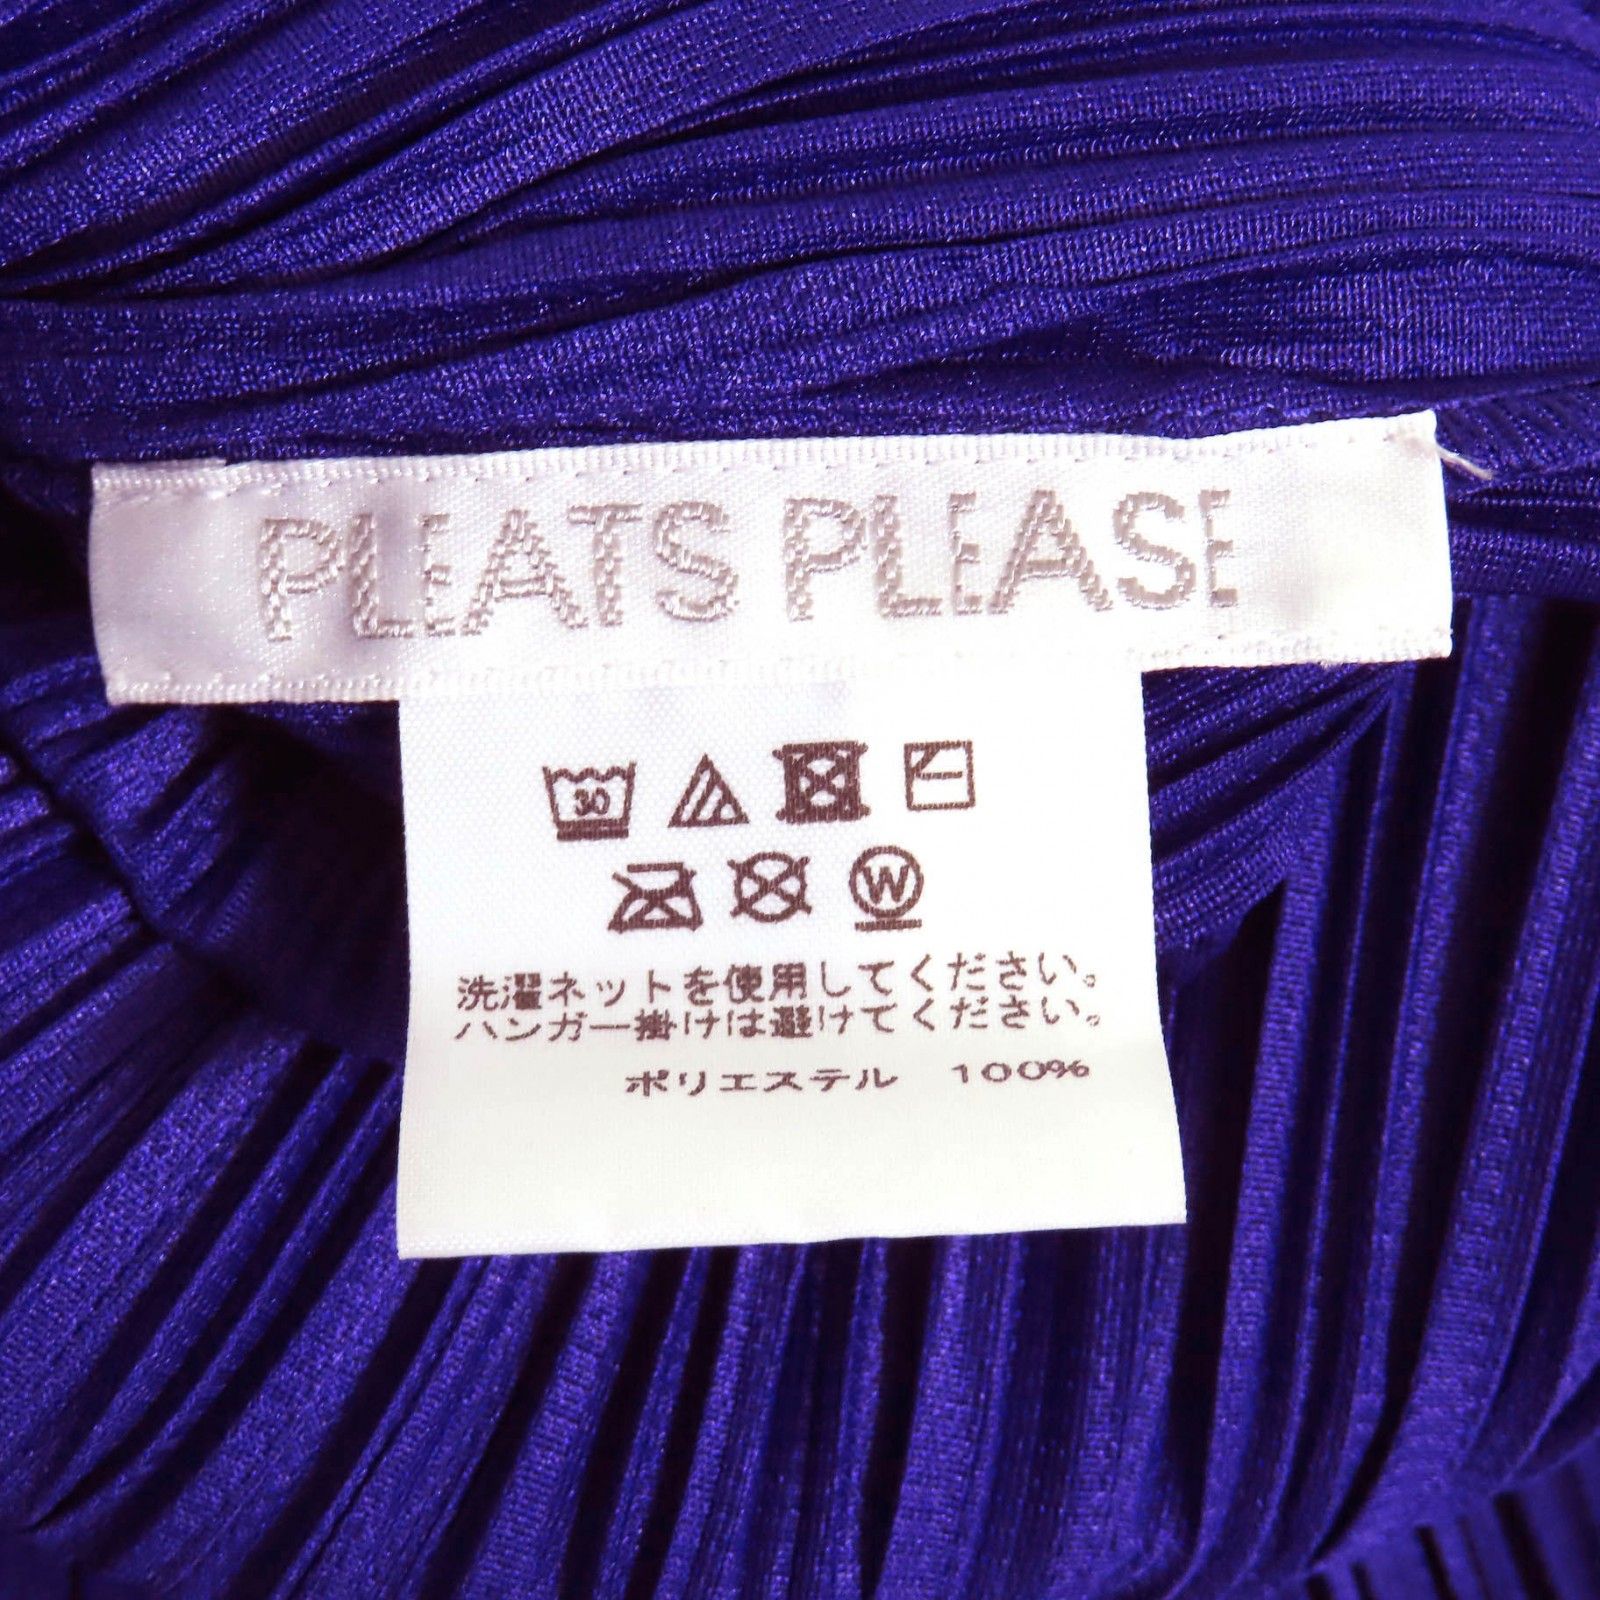 PLEATS PLEASE
30
W
洗濯ネットを使用してください。
ハンガー掛けは避けてください。
ポリエステル 100%